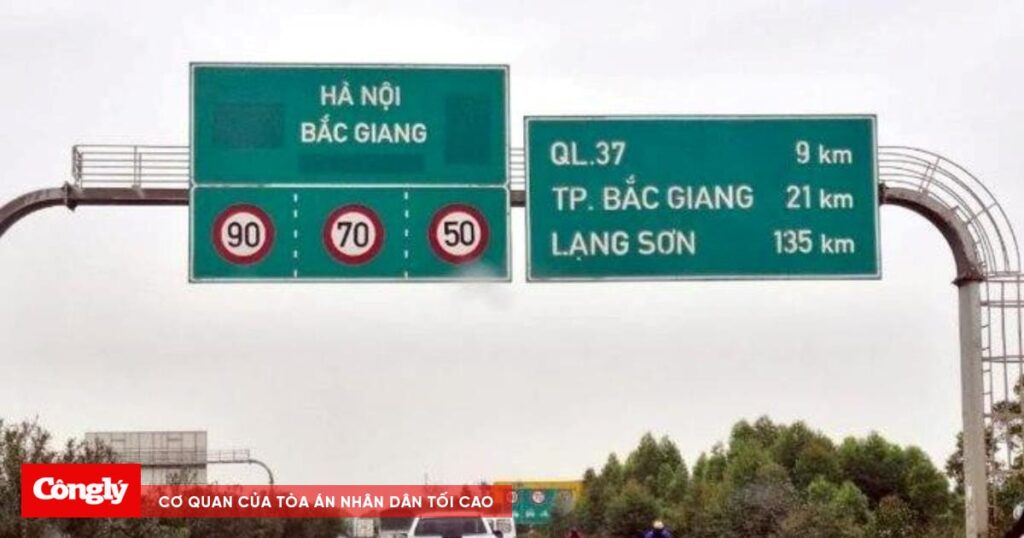 HÀ NỘI
BẮC GIANG
90 70 50
QL.37 9 km
TP. BẮC GIANG 21 km
LẠNG SƠN 135 km
Cônglý
CƠ QUAN CỦA TÒA ÁN NHÂN DÂN TỐI CAO